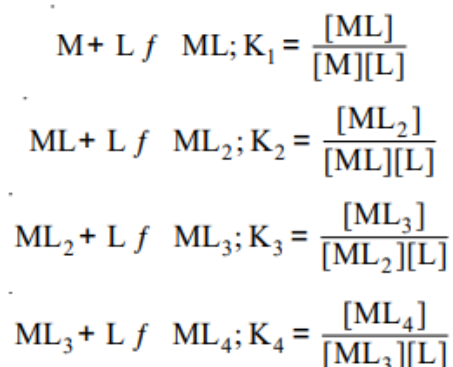 M+ L f ML; K₁ = [ML] / [M][L]
ML+ L f ML₂; K₂ = [ML₂] / [ML][L]
ML₂+ L f ML₃; K₃ = [ML₃] / [ML₂][L]
ML₃+ L f ML₄; K₄ = [ML₄] / [ML₃][L]